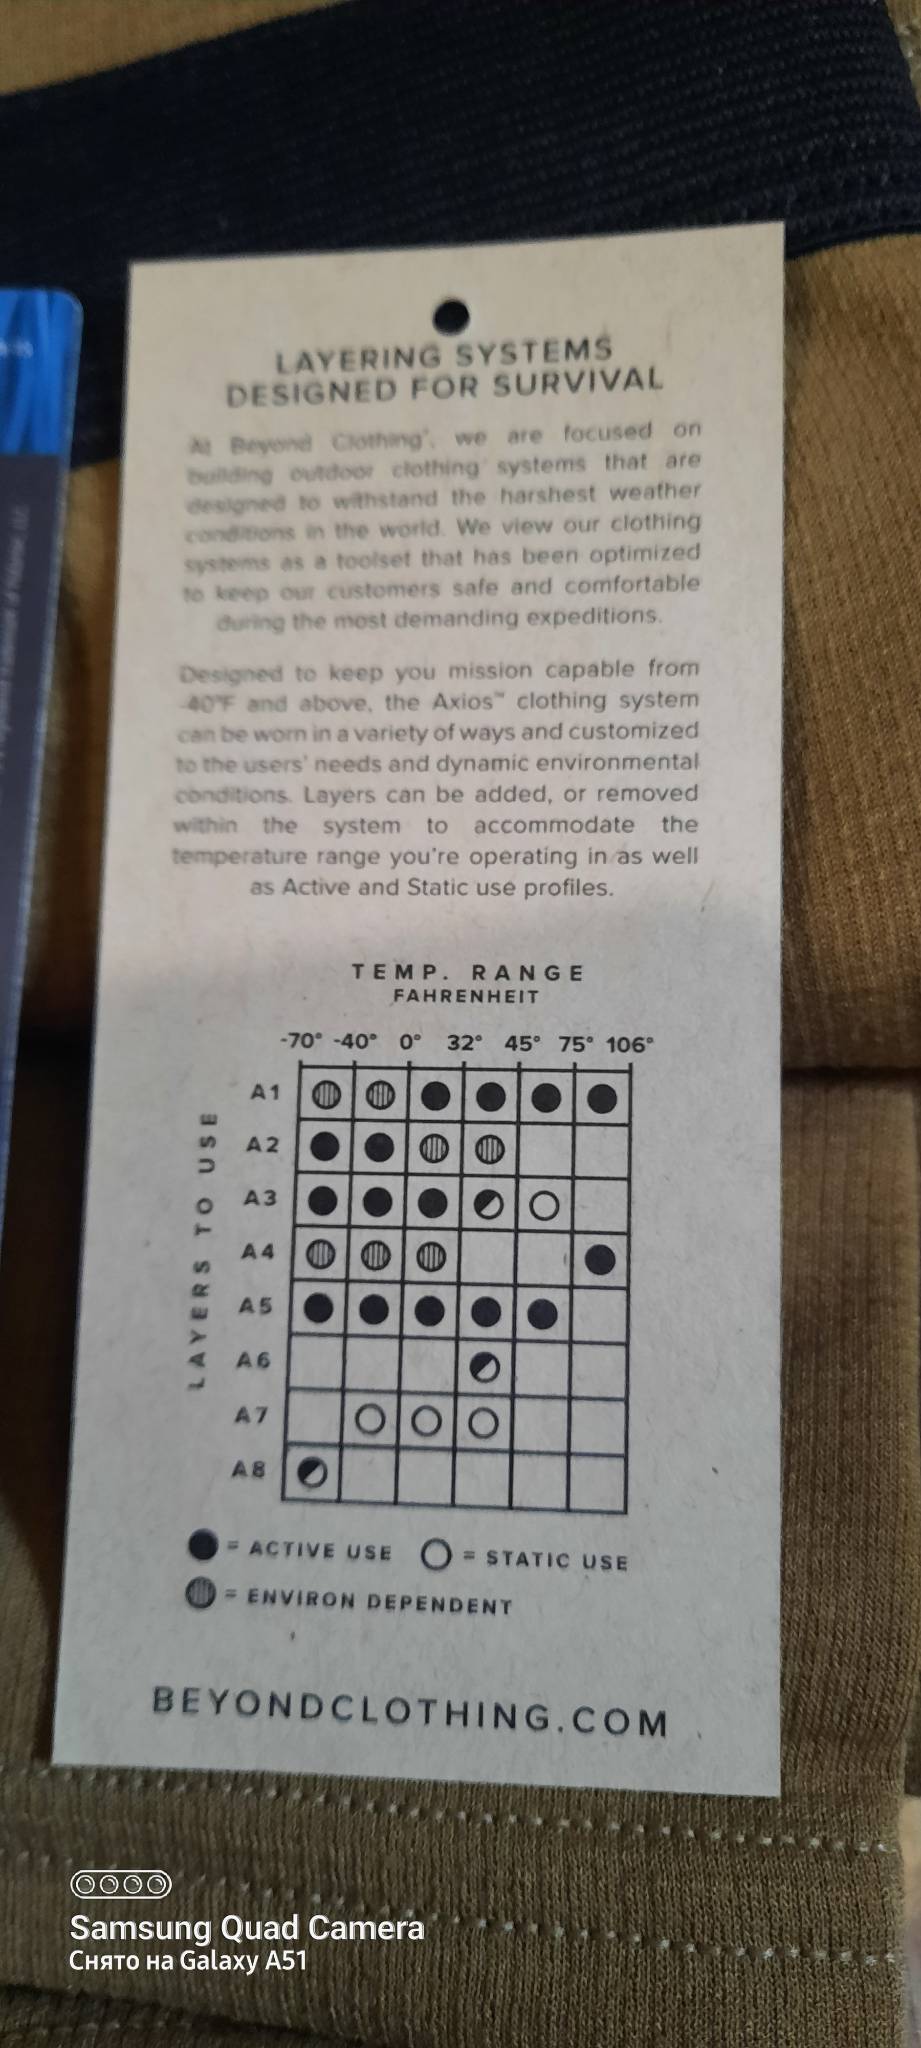 LAYERING SYSTEMS
DESIGNED FOR SURVIVAL
At Beyond Clothing, we are focused on
building outdoor clothing systems that are
designed to withstand the harshest weather
conditions in the world. We view our clothing
systems as a toolset that has been optimized
to keep our customers safe and comfortable
during the most demanding expeditions.
Designed to keep you mission capable from
-40°F and above, the Axios™ clothing system
can be worn in a variety of ways and customized
to the users' needs and dynamic environmental
conditions. Layers can be added, or removed
within the system to accommodate the
temperature range you're operating in as well
as Active and Static use profiles.
TEMP. RANGE
FAHRENHEIT
-70° -40° 0° 32° 45° 75° 106°
LAYERS TO USE
A1
A2
A3
A4
A5
A6
A7
A8
= ACTIVE USE = STATIC USE
= ENVIRON DEPENDENT
BEYONDCLOTHING.COM
Samsung Quad Camera
Снято на Galaxy A51